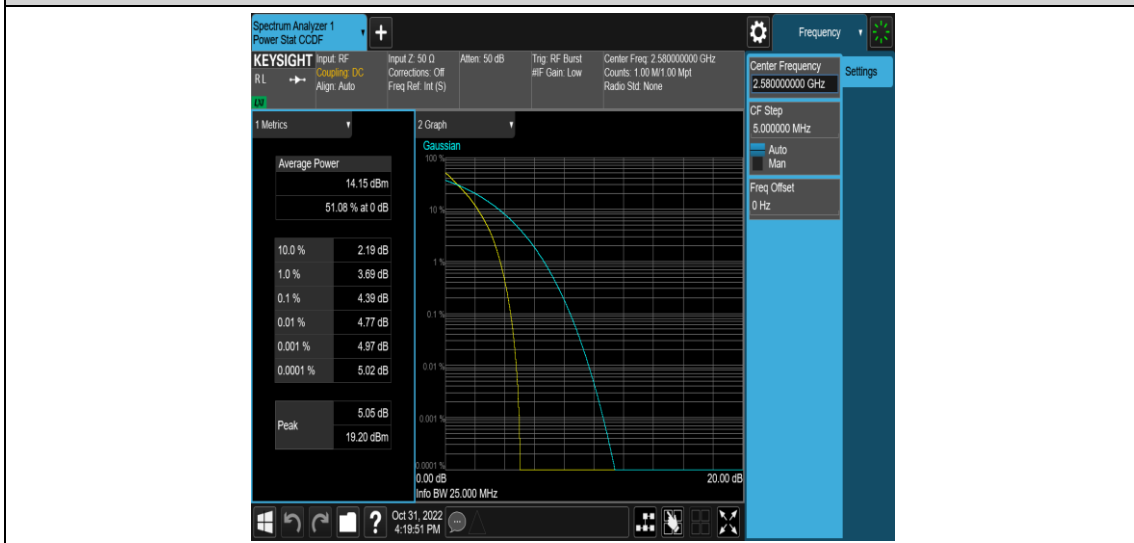 Spectrum Analyzer 1
Power Stat CCDF
+
Frequency
KEYSIGHT
RL
LXI
Input: RF
Coupling: DC
Align: Auto
Input Z: 50 Ω
Corrections: Off
Freq Ref: Int (S)
Atten: 50 dB
Trig: RF Burst
#IF Gain: Low
Center Freq: 2.580000000 GHz
Counts: 1.00 M/1.00 Mpt
Radio Std: None
Center Frequency
2.580000000 GHz
Settings
CF Step
5.000000 MHz
Auto
Man
Freq Offset
0 Hz
1 Metrics
Average Power
14.15 dBm
51.08 % at 0 dB
10.0 % 2.19 dB
1.0 % 3.69 dB
0.1 % 4.39 dB
0.01 % 4.77 dB
0.001 % 4.97 dB
0.0001 % 5.02 dB
Peak
5.05 dB
19.20 dBm
2 Graph
Gaussian
100 %
10 %
1 %
0.1 %
0.01 %
0.001 %
0.0001 %
0.00 dB 20.00 dB
Info BW 25.000 MHz
?
Oct 31, 2022
4:19:51 PM